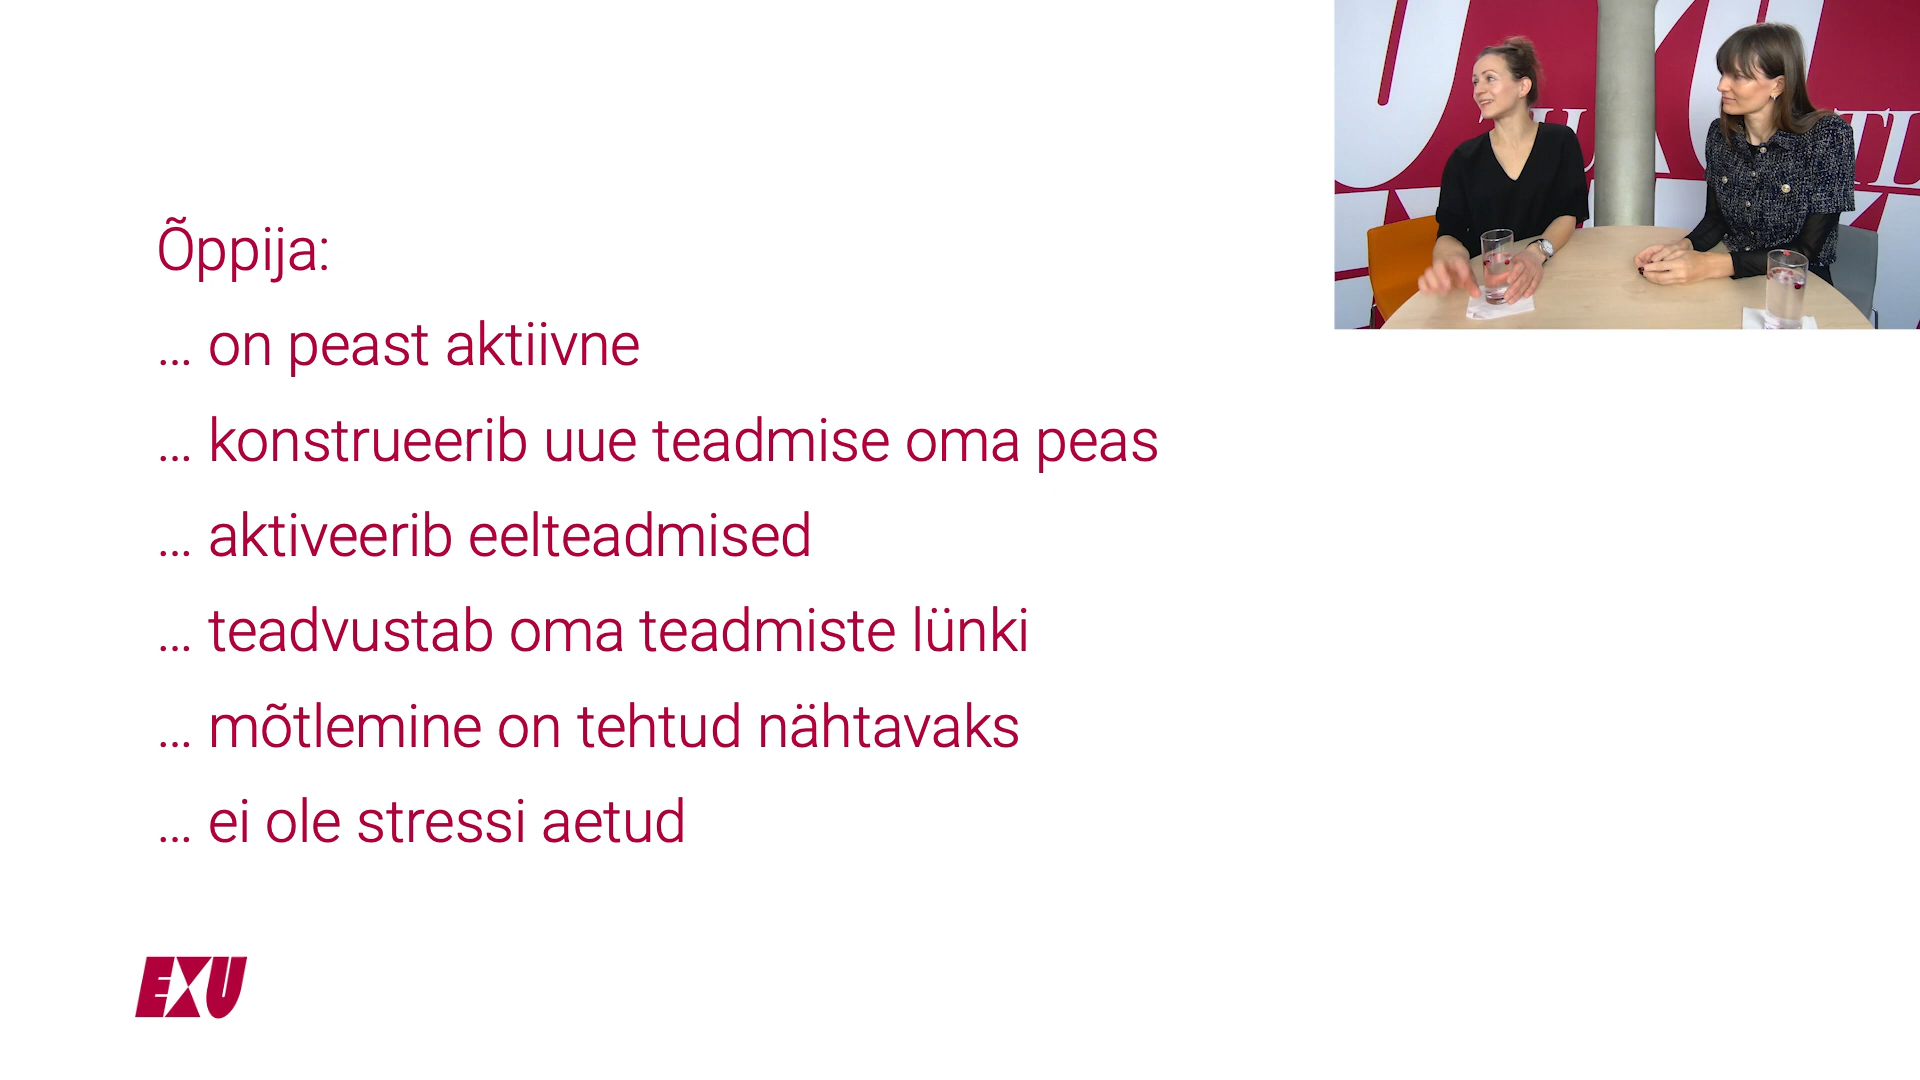 Õppija:
... on peast aktiivne
... konstrueerib uue teadmise oma peas
... aktiveerib eelteadmised
... teadvustab oma teadmiste lünki
... mõtlemine on tehtud nähtavaks
... ei ole stressi aetud
EXU